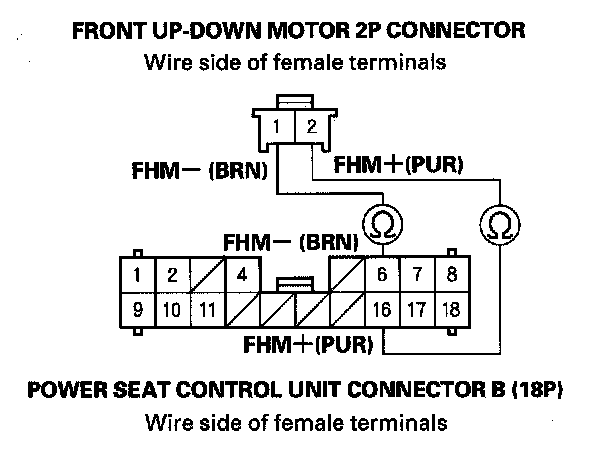 FRONT UP-DOWN MOTOR 2P CONNECTOR
Wire side of female terminals
1 2
FHM− (BRN) FHM+(PUR)
Ω Ω
FHM− (BRN)
1 2 4 6 7 8
9 10 11 16 17 18
FHM+(PUR)
POWER SEAT CONTROL UNIT CONNECTOR B (18P)
Wire side of female terminals